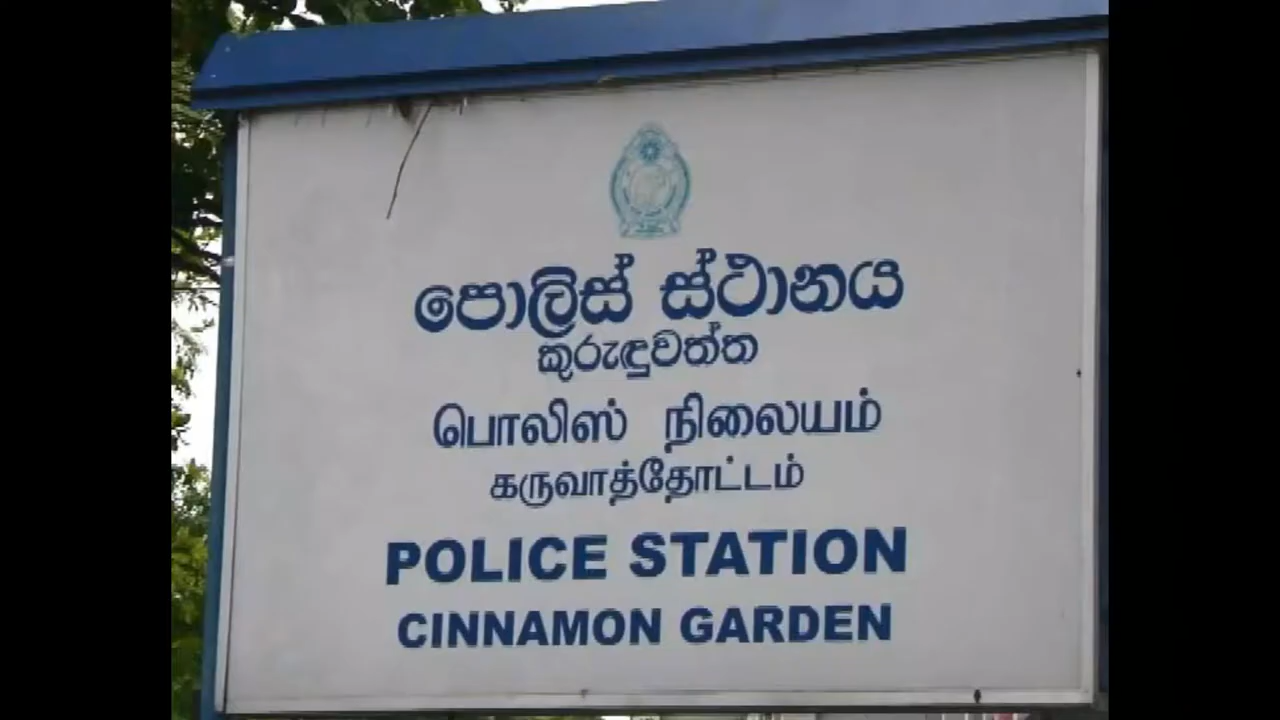 පොලිස් ස්ථානය
කුරුඳුවත්ත
பொலிஸ் நிலையம்
கருவாத்தோட்டம்
POLICE STATION
CINNAMON GARDEN